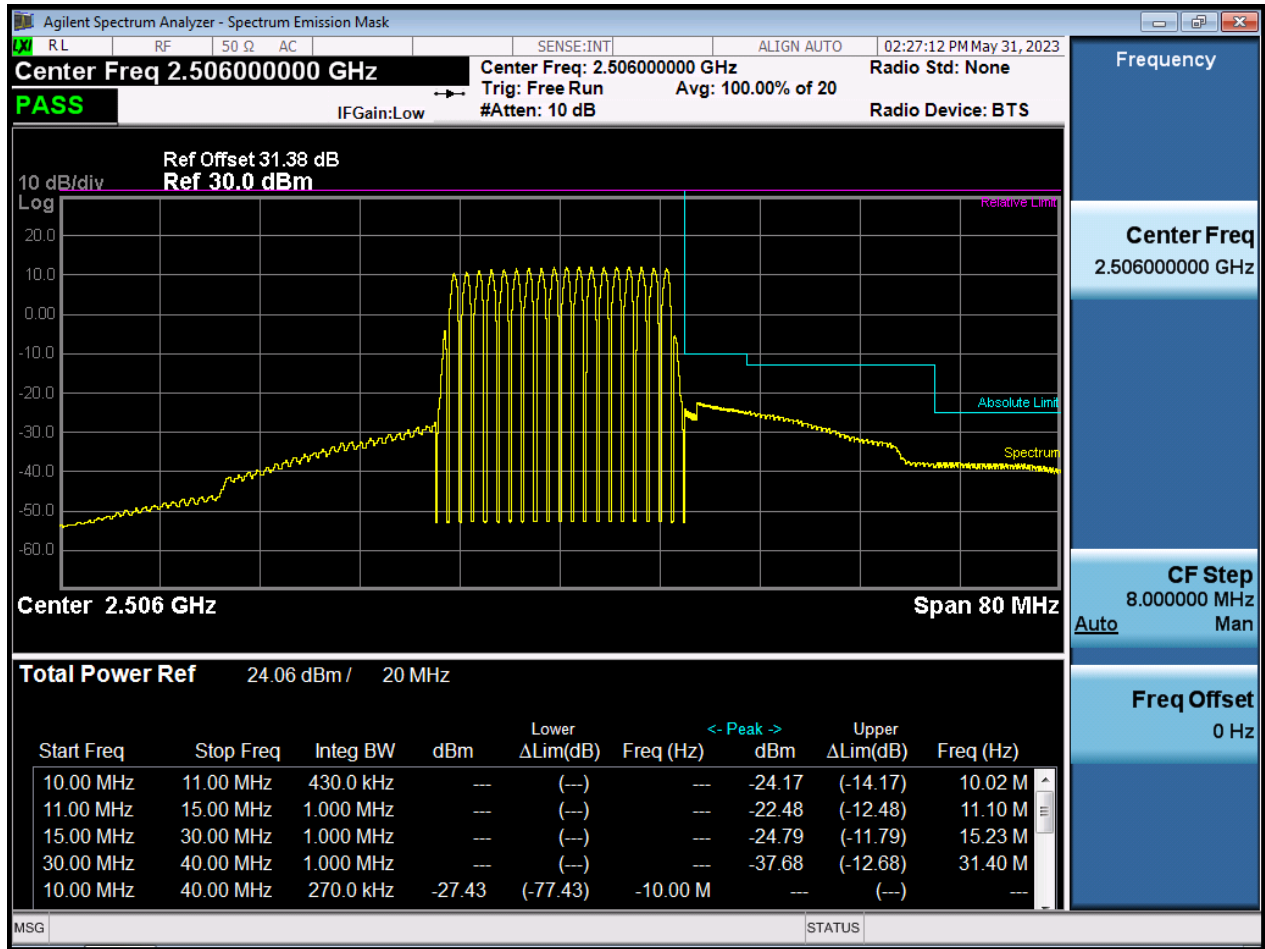 Agilent Spectrum Analyzer - Spectrum Emission Mask
LXI RL RF 50 Ω AC SENSE:INT ALIGN AUTO 02:27:12 PM May 31, 2023
Center Freq 2.506000000 GHz
Center Freq: 2.506000000 GHz Radio Std: None
Trig: Free Run Avg: 100.00% of 20
PASS
IFGain:Low #Atten: 10 dB Radio Device: BTS
Ref Offset 31.38 dB
10 dB/div Ref 30.0 dBm
Log
Relative Limit
20.0
10.0
0.00
-10.0
-20.0
Absolute Limit
-30.0
Spectrum
-40.0
-50.0
-60.0
Center 2.506 GHz Span 80 MHz
Total Power Ref 24.06 dBm / 20 MHz
Lower <- Peak -> Upper
Start Freq Stop Freq Integ BW dBm ΔLim(dB) Freq (Hz) dBm ΔLim(dB) Freq (Hz)
10.00 MHz 11.00 MHz 430.0 kHz --- (---) --- -24.17 (-14.17) 10.02 M
11.00 MHz 15.00 MHz 1.000 MHz --- (---) --- -22.48 (-12.48) 11.10 M
15.00 MHz 30.00 MHz 1.000 MHz --- (---) --- -24.79 (-11.79) 15.23 M
30.00 MHz 40.00 MHz 1.000 MHz --- (---) --- -37.68 (-12.68) 31.40 M
10.00 MHz 40.00 MHz 270.0 kHz -27.43 (-77.43) -10.00 M --- (---) ---
MSG STATUS
Frequency
Center Freq
2.506000000 GHz
CF Step
8.000000 MHz
Auto Man
Freq Offset
0 Hz